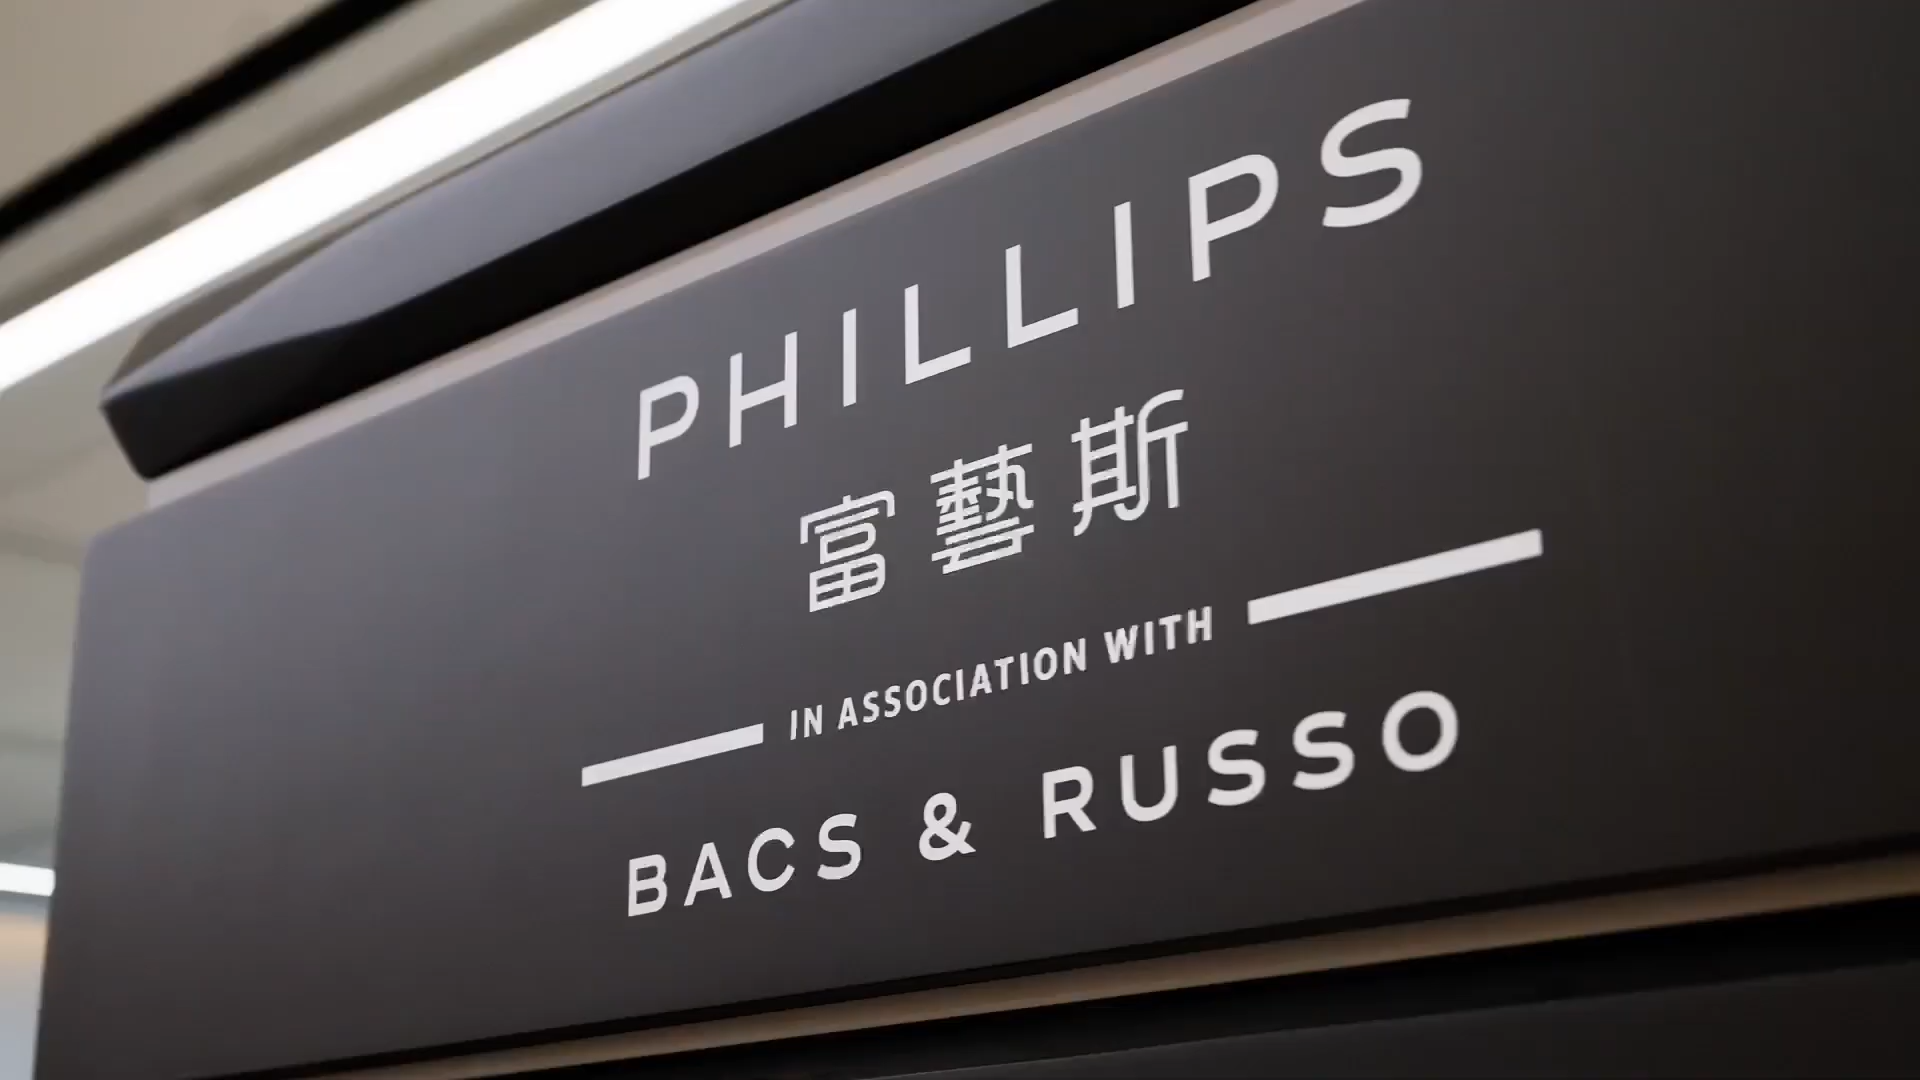 PHILLIPS
富藝斯
IN ASSOCIATION WITH
BACS & RUSSO